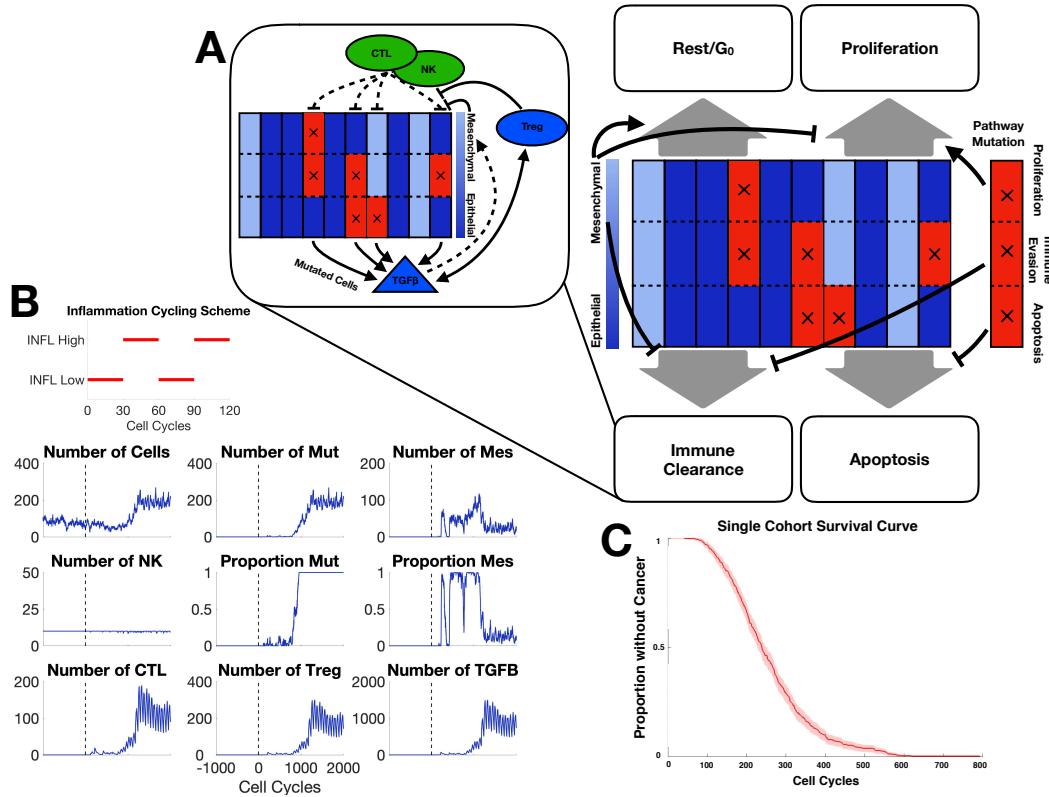 A
CTL
NK
Treg
Mesenchymal
Epithelial
×
×
×
×
×
×
Mutated Cells
TGFβ
Rest/G₀
Proliferation
Pathway
Mutation
Mesenchymal
Epithelial
×
×
×
×
×
×
×
×
×
Proliferation
Immune
Evasion
Apoptosis
Immune
Clearance
Apoptosis
B
Inflammation Cycling Scheme
INFL High
INFL Low
0 30 60 90 120
Cell Cycles
Number of Cells
400
200
0
Number of Mut
400
200
0
Number of Mes
200
100
0
Number of NK
50
25
0
Proportion Mut
1
0.5
0
Proportion Mes
1
0.5
0
Number of CTL
200
100
0
Number of Treg
400
200
0
-1000 0 1000 2000
Cell Cycles
Number of TGFB
2000
1000
0
C
Single Cohort Survival Curve
Proportion without Cancer
1
0.5
0
0 100 200 300 400 500 600 700 800
Cell Cycles